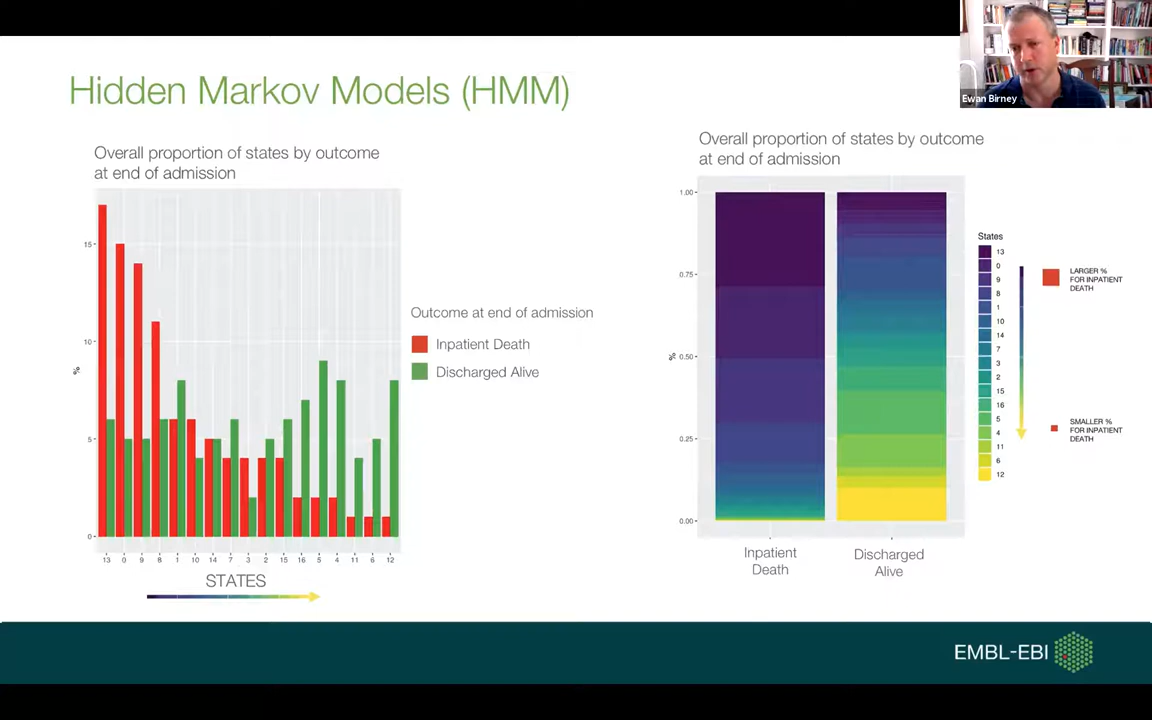 Ewan Birney
Hidden Markov Models (HMM)
Overall proportion of states by outcome
at end of admission
15
10
5
0
%
13 0 9 8 1 10 14 7 3 2 15 16 5 4 11 6 12
STATES
Outcome at end of admission
Inpatient Death
Discharged Alive
Overall proportion of states by outcome
at end of admission
1.00
0.75
0.50
0.25
0.00
%
Inpatient
Death
Discharged
Alive
States
13
0
9
8
1
10
14
7
3
2
15
16
5
4
11
6
12
LARGER %
FOR INPATIENT
DEATH
SMALLER %
FOR INPATIENT
DEATH
EMBL-EBI